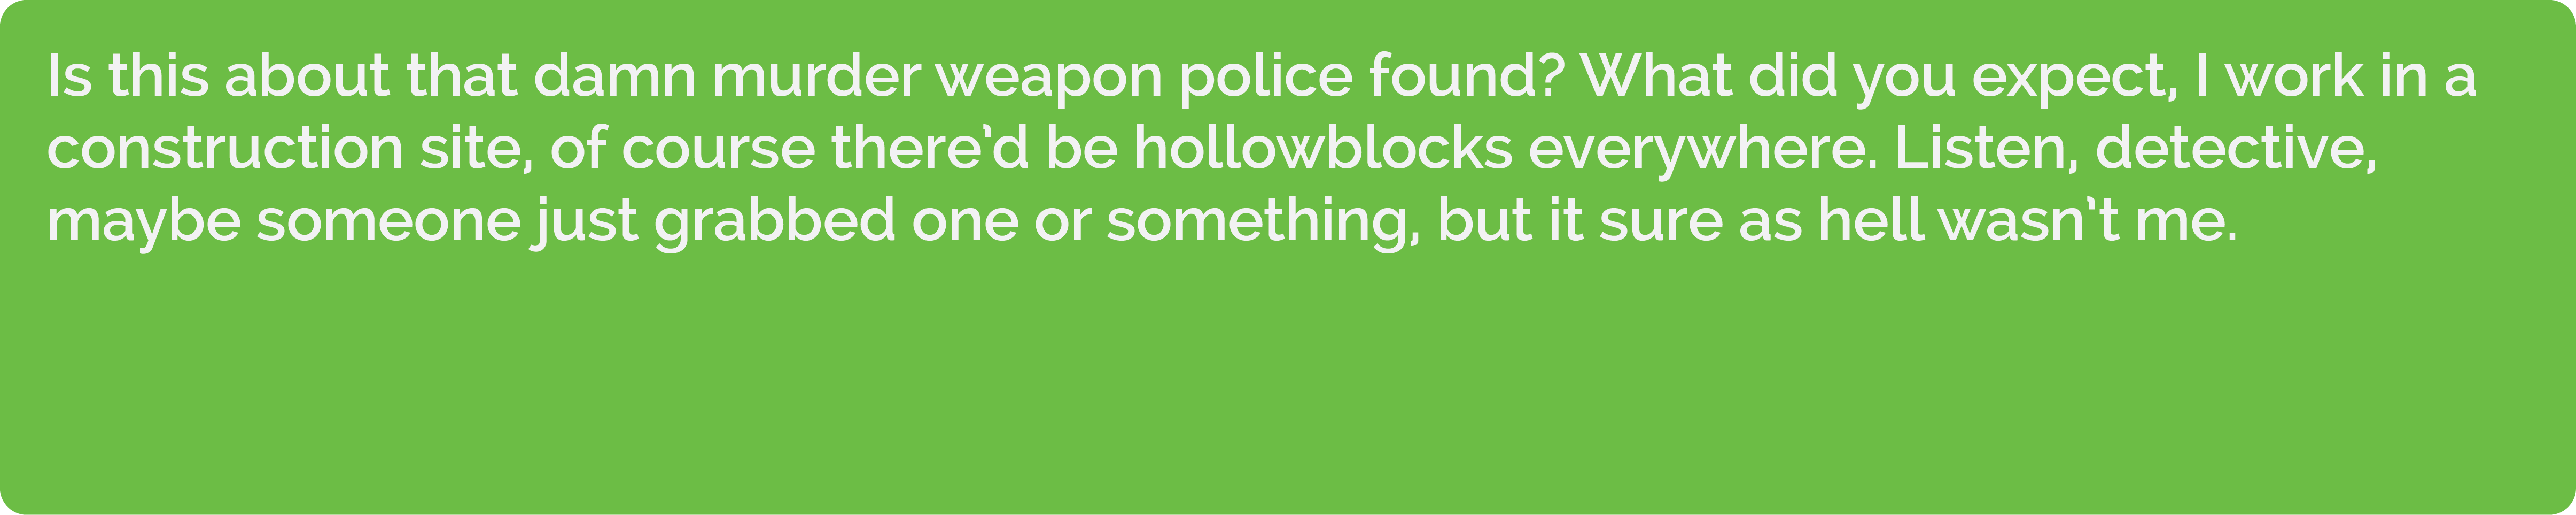 Is this about that damn murder weapon police found? What did you expect, I work in a
construction site, of course there’d be hollowblocks everywhere. Listen, detective,
maybe someone just grabbed one or something, but it sure as hell wasn’t me.